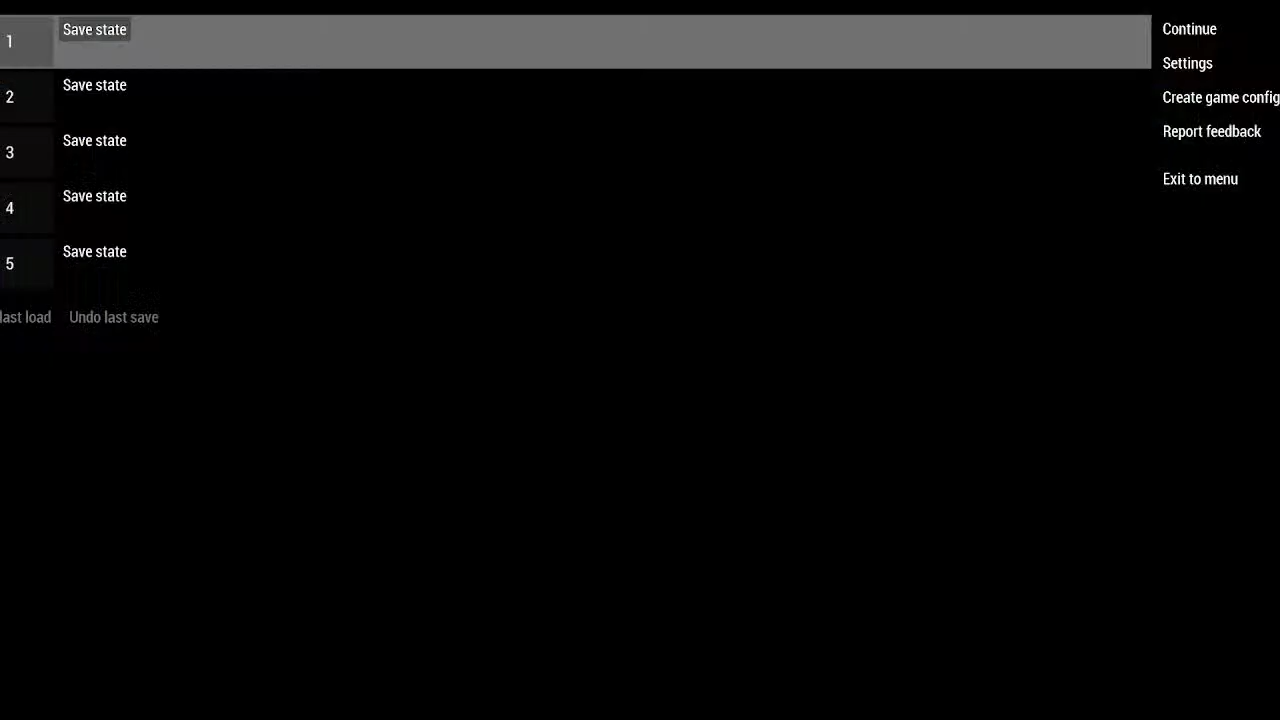 1 Save state
2 Save state
3 Save state
4 Save state
5 Save state
last load Undo last save
Continue
Settings
Create game config
Report feedback
Exit to menu